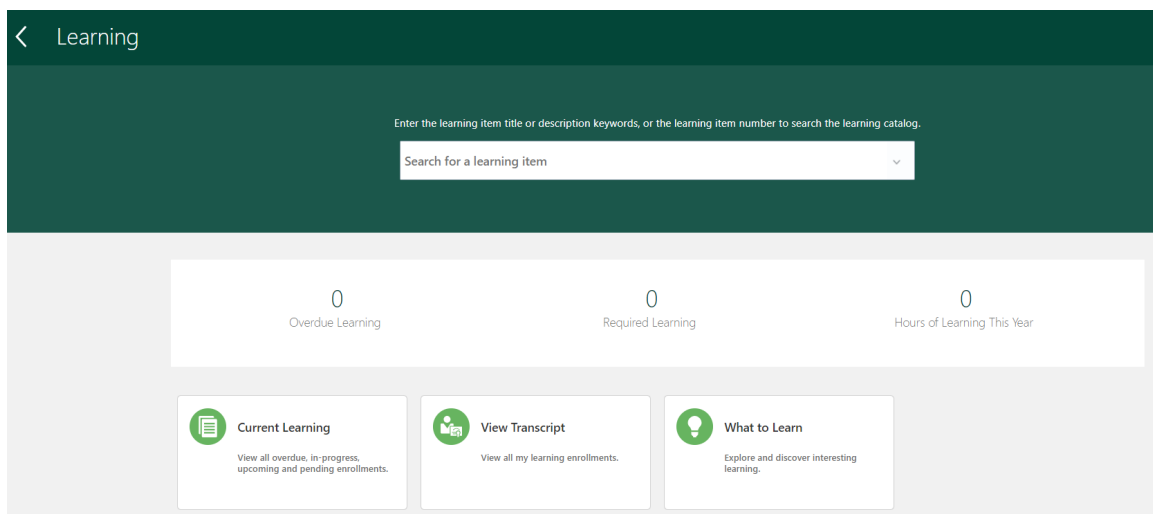 Learning
Enter the learning item title or description keywords, or the learning item number to search the learning catalog.
Search for a learning item
0
Overdue Learning
0
Required Learning
0
Hours of Learning This Year
Current Learning
View all overdue, in-progress,
upcoming and pending enrollments.
View Transcript
View all my learning enrollments.
What to Learn
Explore and discover interesting
learning.